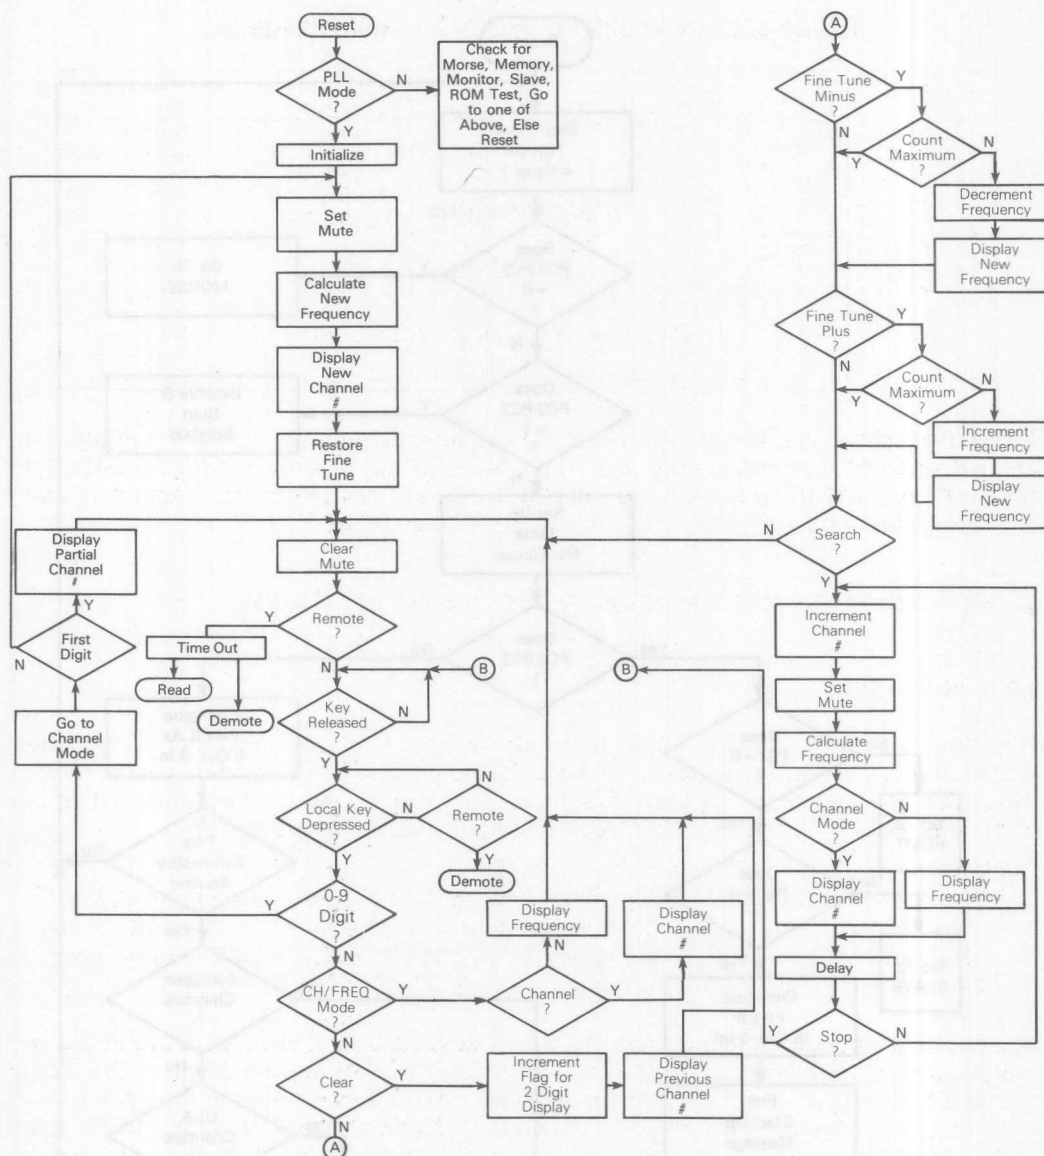 Reset
PLL
Mode
?
N
Y
Check for
Morse, Memory,
Monitor, Slave,
ROM Test, Go
to one of
Above, Else
Reset
Initialize
Set
Mute
Calculate
New
Frequency
Display
New
Channel
#
Restore
Fine
Tune
Clear
Mute
Remote
?
Y
N
Time Out
Read
Demote
B
Key
Released
?
N
Y
Local Key
Depressed
?
N
Y
Remote
?
N
Y
Demote
0-9
Digit
?
Y
N
Go to
Channel
Mode
First
Digit
N
Y
Display
Partial
Channel
#
CH/FREQ
Mode
?
Y
N
Channel
?
N
Y
Display
Frequency
Display
Channel
#
Clear
?
Y
N
Increment
Flag for
2 Digit
Display
Display
Previous
Channel
#
A
A
Fine Tune
Minus
?
Y
N
Count
Maximum
?
N
Y
Decrement
Frequency
Display
New
Frequency
Fine Tune
Plus
?
Y
N
Count
Maximum
?
N
Y
Increment
Frequency
Display
New
Frequency
Search
?
N
Y
Increment
Channel
#
B
Set
Mute
Calculate
Frequency
Channel
Mode
?
N
Y
Display
Channel
#
Display
Frequency
Delay
Stop
?
Y
N